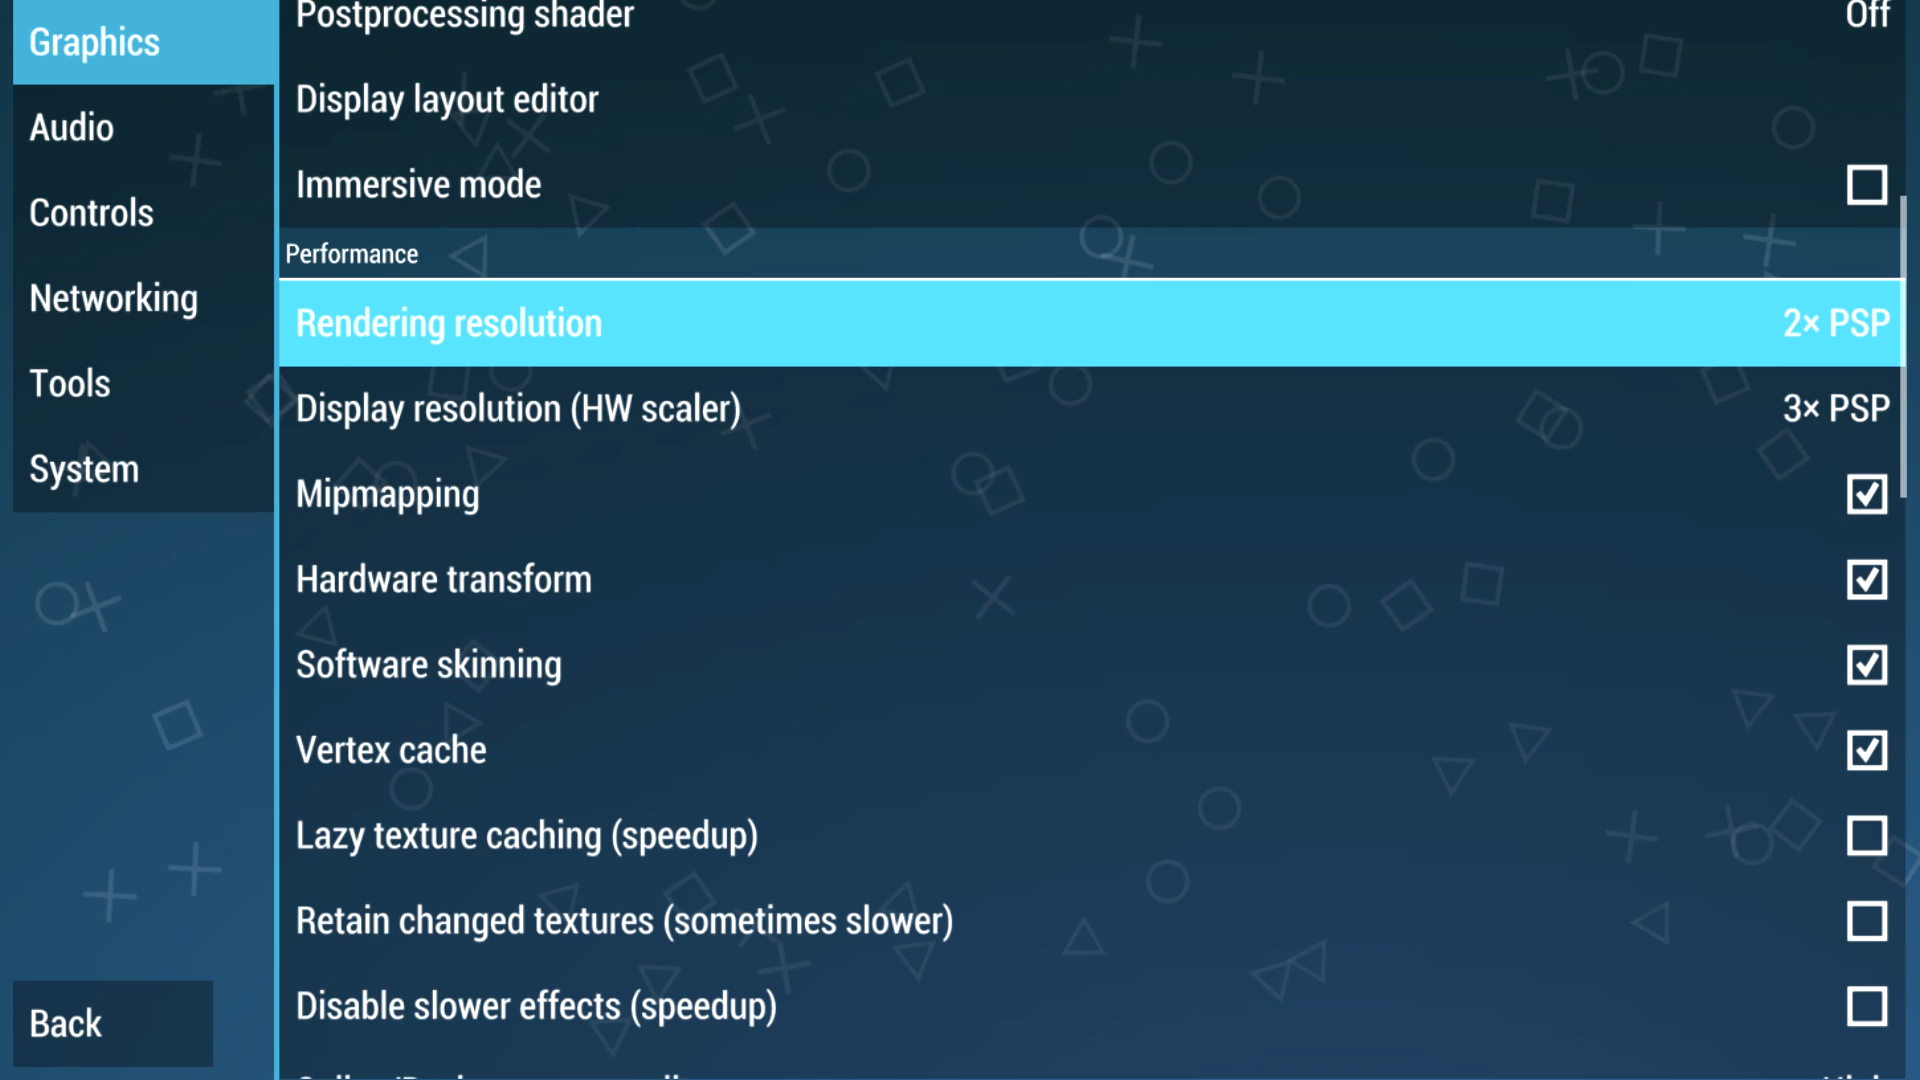 Graphics
Audio
Controls
Networking
Tools
System
Back
Postprocessing shader Off
Display layout editor
Immersive mode
Performance
Rendering resolution 2× PSP
Display resolution (HW scaler) 3× PSP
Mipmapping
Hardware transform
Software skinning
Vertex cache
Lazy texture caching (speedup)
Retain changed textures (sometimes slower)
Disable slower effects (speedup)